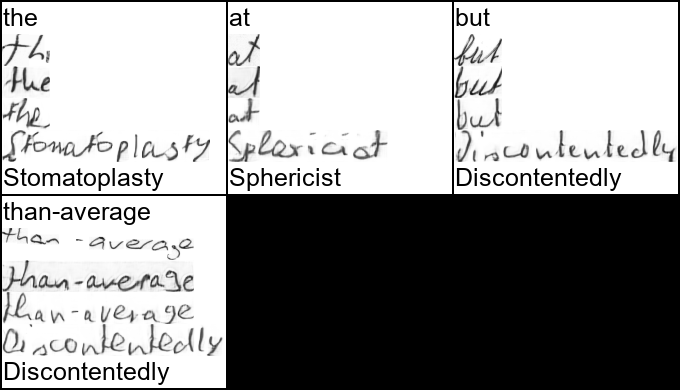 the
the
the
the
Stomatoplasty
Stomatoplasty
at
at
at
at
Sphericist
Sphericist
but
but
but
but
Discontentedly
Discontentedly
than-average
than-average
than-average
than-average
Discontentedly
Discontentedly